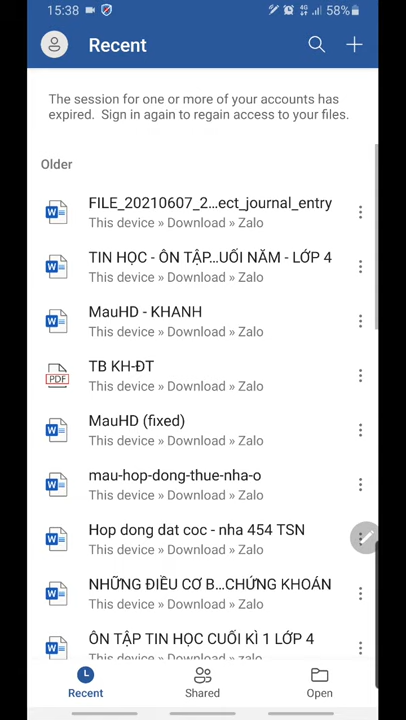 15:38
58%
Recent
The session for one or more of your accounts has
expired. Sign in again to regain access to your files.
Older
FILE_20210607_2...ect_journal_entry
This device » Download » Zalo
TIN HỌC - ÔN TẬP...UỐI NĂM - LỚP 4
This device » Download » Zalo
MauHD - KHANH
This device » Download » Zalo
TB KH-ĐT
PDF
This device » Download » Zalo
MauHD (fixed)
This device » Download » Zalo
mau-hop-dong-thue-nha-o
This device » Download » Zalo
Hop dong dat coc - nha 454 TSN
This device » Download » Zalo
NHỮNG ĐIỀU CƠ B...CHỨNG KHOÁN
This device » Download » Zalo
ÔN TẬP TIN HỌC CUỐI KÌ 1 LỚP 4
This device » Download » zalo
Recent
Shared
Open